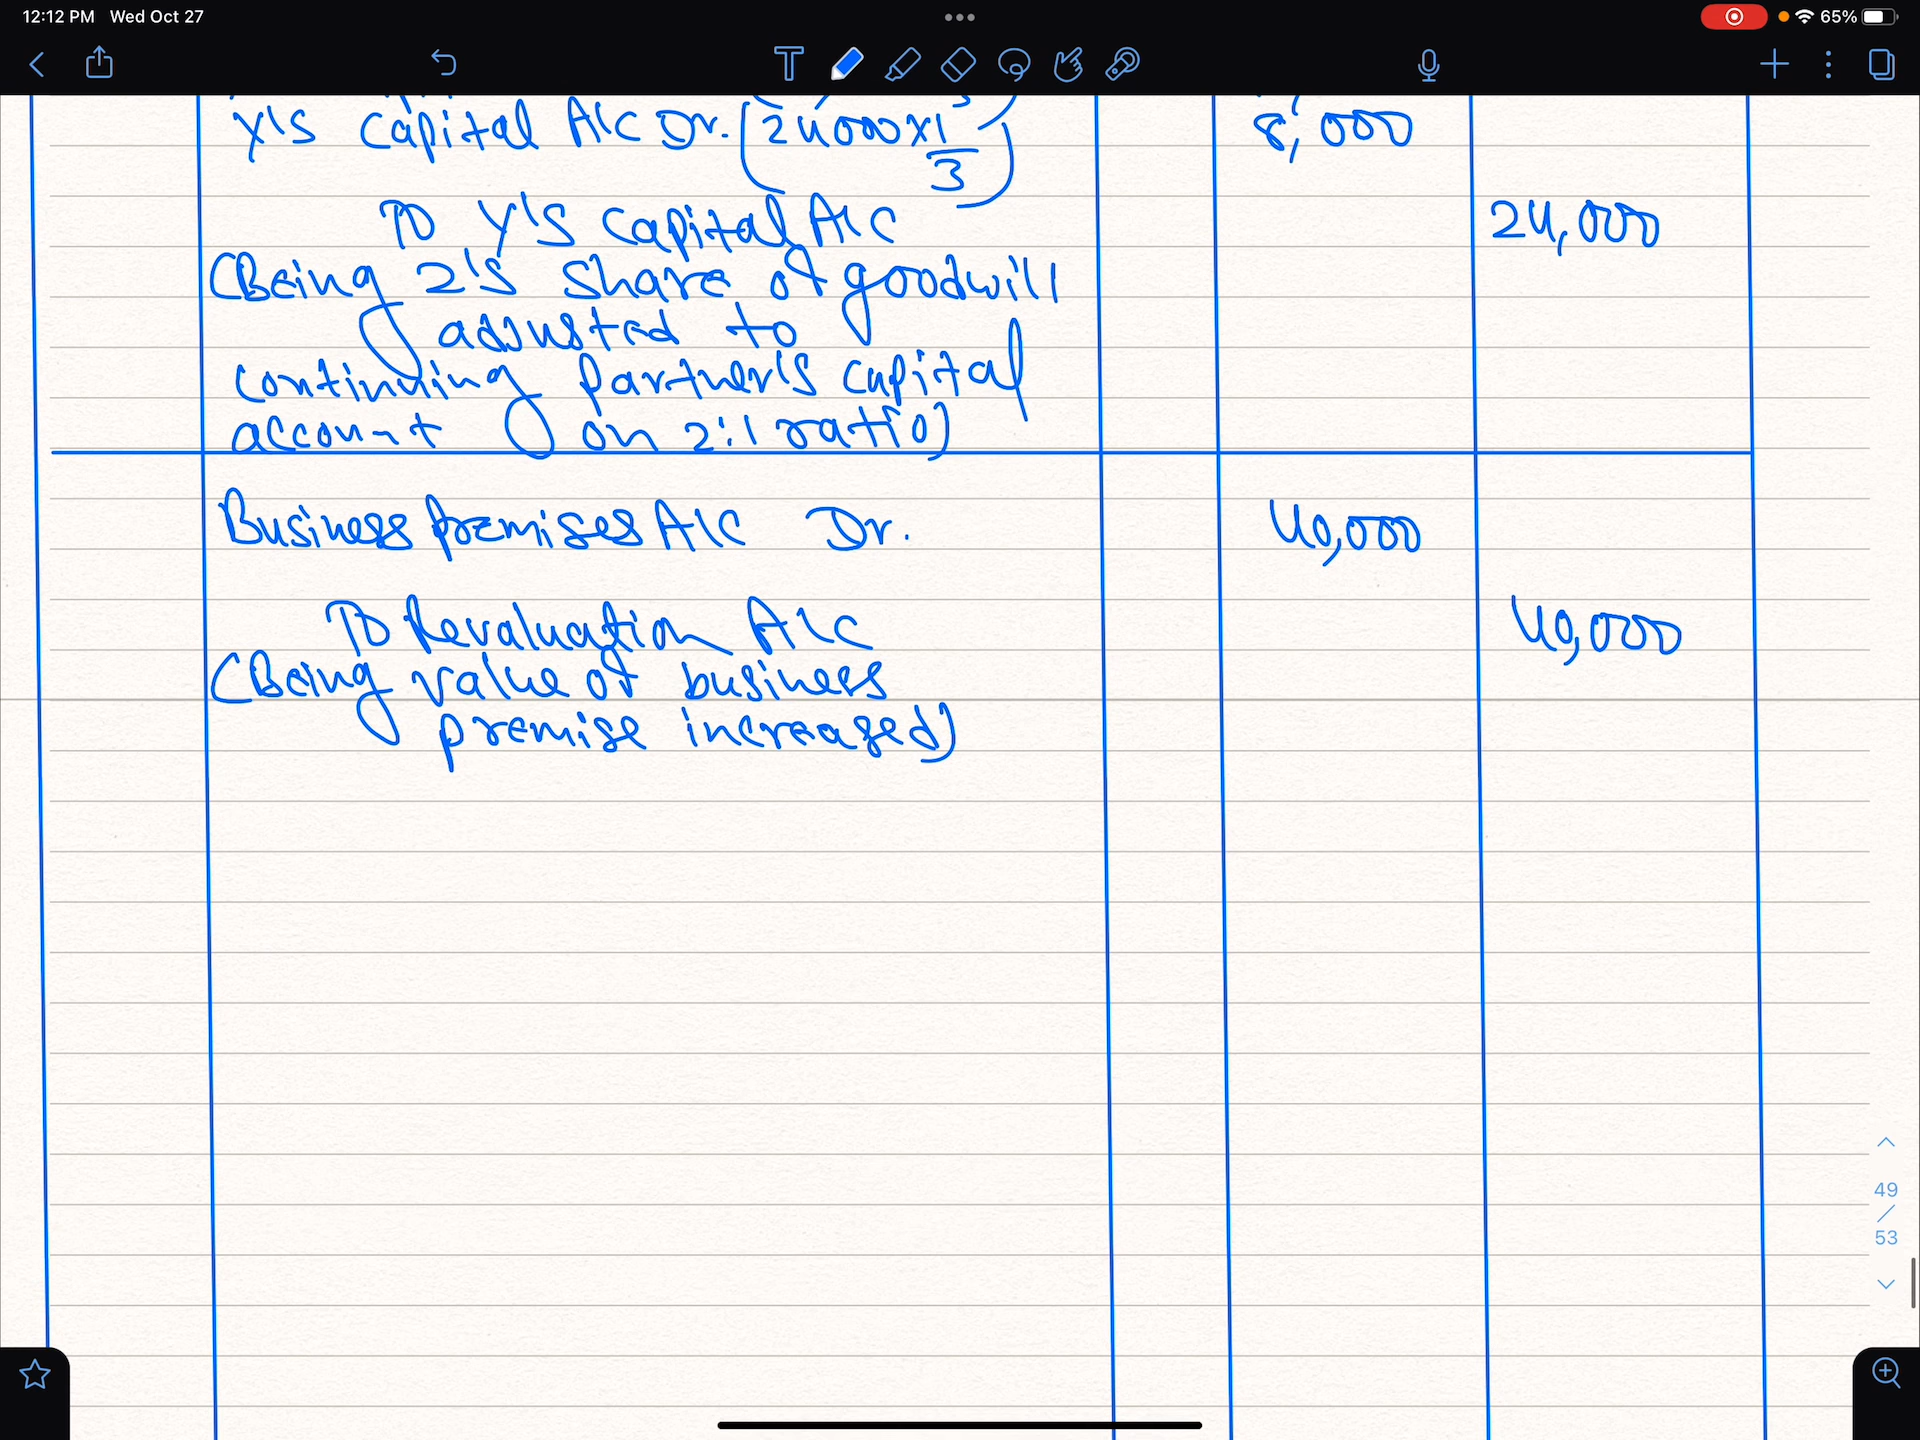 12:12 PM Wed Oct 27
65%
Y's capital A/c Dr. (24000×1/3) 8,000
To Y's capital A/c 24,000
(Being 2's share of goodwill
adjusted to
continuing partner's capital
account on 2:1 ratio)
Business premises A/c Dr. 40,000
To Revaluation A/c 40,000
(Being value of business
premise increased)
49
/
53